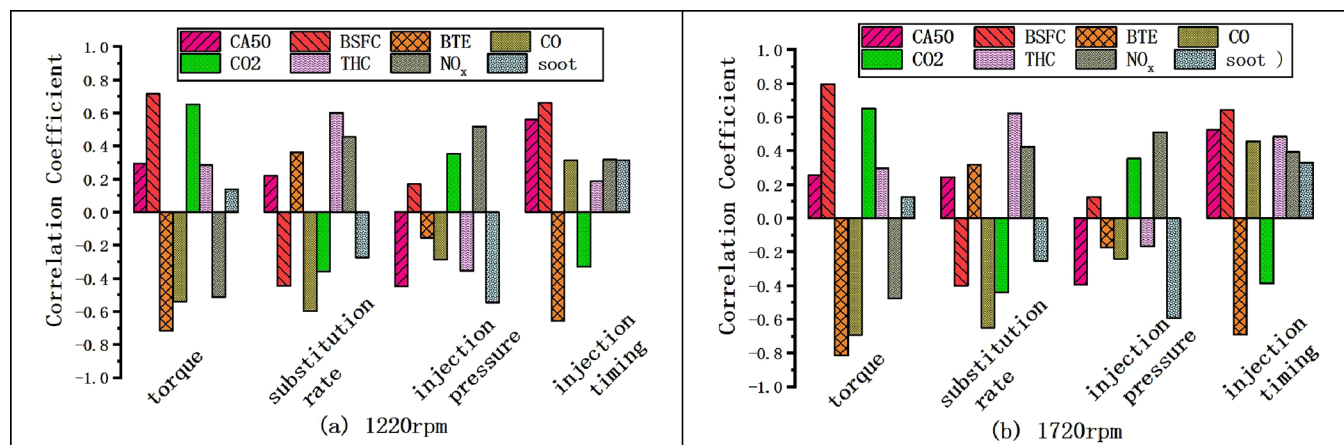 CA50 BSFC BTE CO
CO2 THC NOx soot
Correlation Coefficient
1.0
0.8
0.6
0.4
0.2
0.0
-0.2
-0.4
-0.6
-0.8
-1.0
torque
substitution
rate
injection
pressure
injection
timing
(a) 1220rpm
CA50 BSFC BTE CO
CO2 THC NOx soot )
Correlation Coefficient
1.0
0.8
0.6
0.4
0.2
0.0
-0.2
-0.4
-0.6
-0.8
-1.0
torque
substitution
rate
injection
pressure
injection
timing
(b) 1720rpm